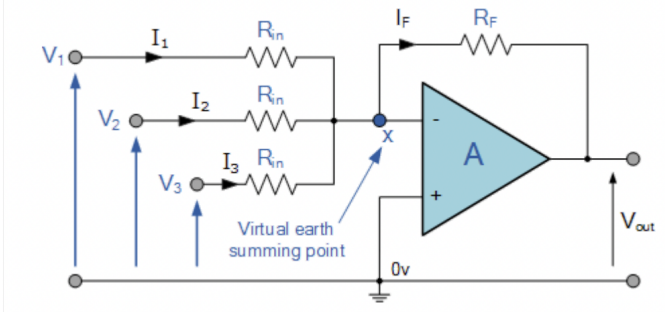 I₁
Rin
V₁
IF
RF
I₂
Rin
V₂
X
-
A
I₃
Rin
V₃
+
Virtual earth
summing point
0v
Vout